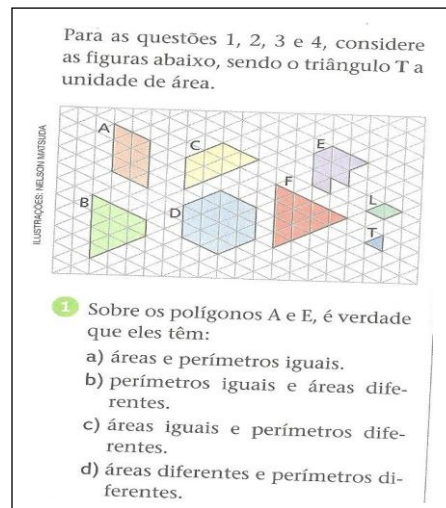 Para as questões 1, 2, 3 e 4, considere
as figuras abaixo, sendo o triângulo T a
unidade de área.
ILUSTRAÇÕES: NELSON MATSUDA
A
C
E
B
D
F
L
T
1 Sobre os polígonos A e E, é verdade
que eles têm:
a) áreas e perímetros iguais.
b) perímetros iguais e áreas dife-
rentes.
c) áreas iguais e perímetros dife-
rentes.
d) áreas diferentes e perímetros di-
ferentes.